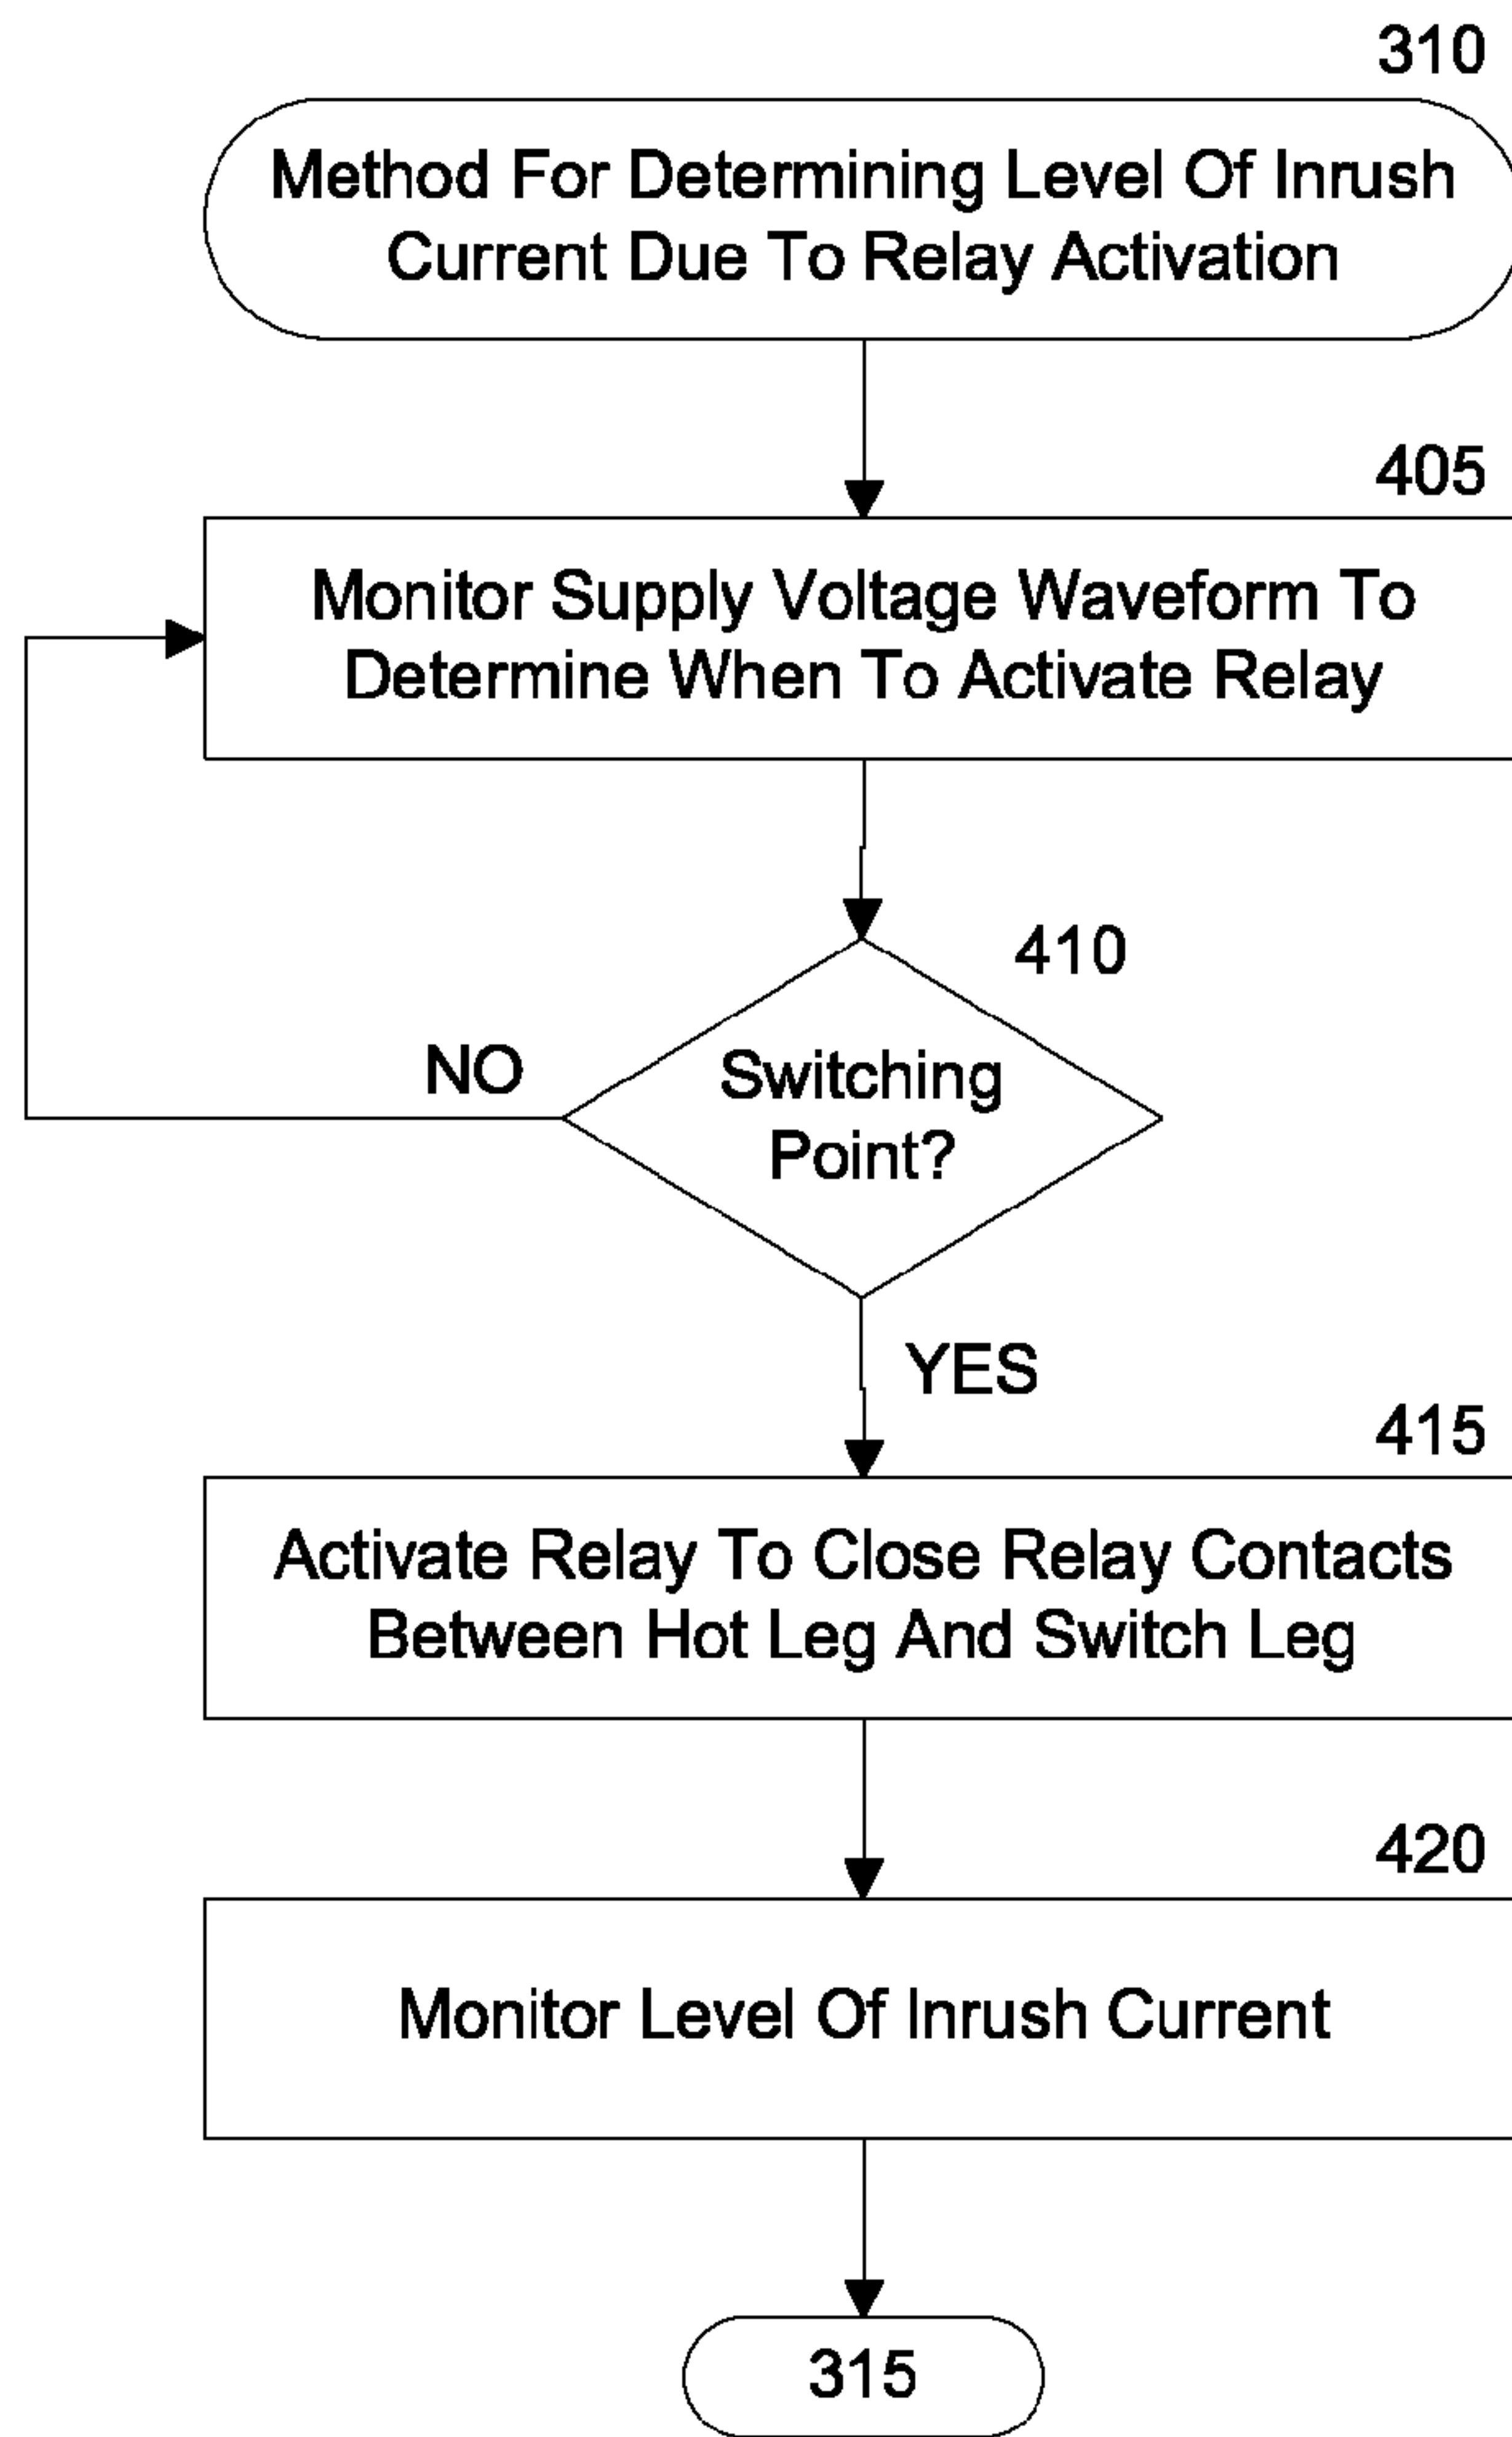 310
Method For Determining Level Of Inrush
Current Due To Relay Activation
405
Monitor Supply Voltage Waveform To
Determine When To Activate Relay
410
Switching
Point?
NO
YES
415
Activate Relay To Close Relay Contacts
Between Hot Leg And Switch Leg
420
Monitor Level Of Inrush Current
315